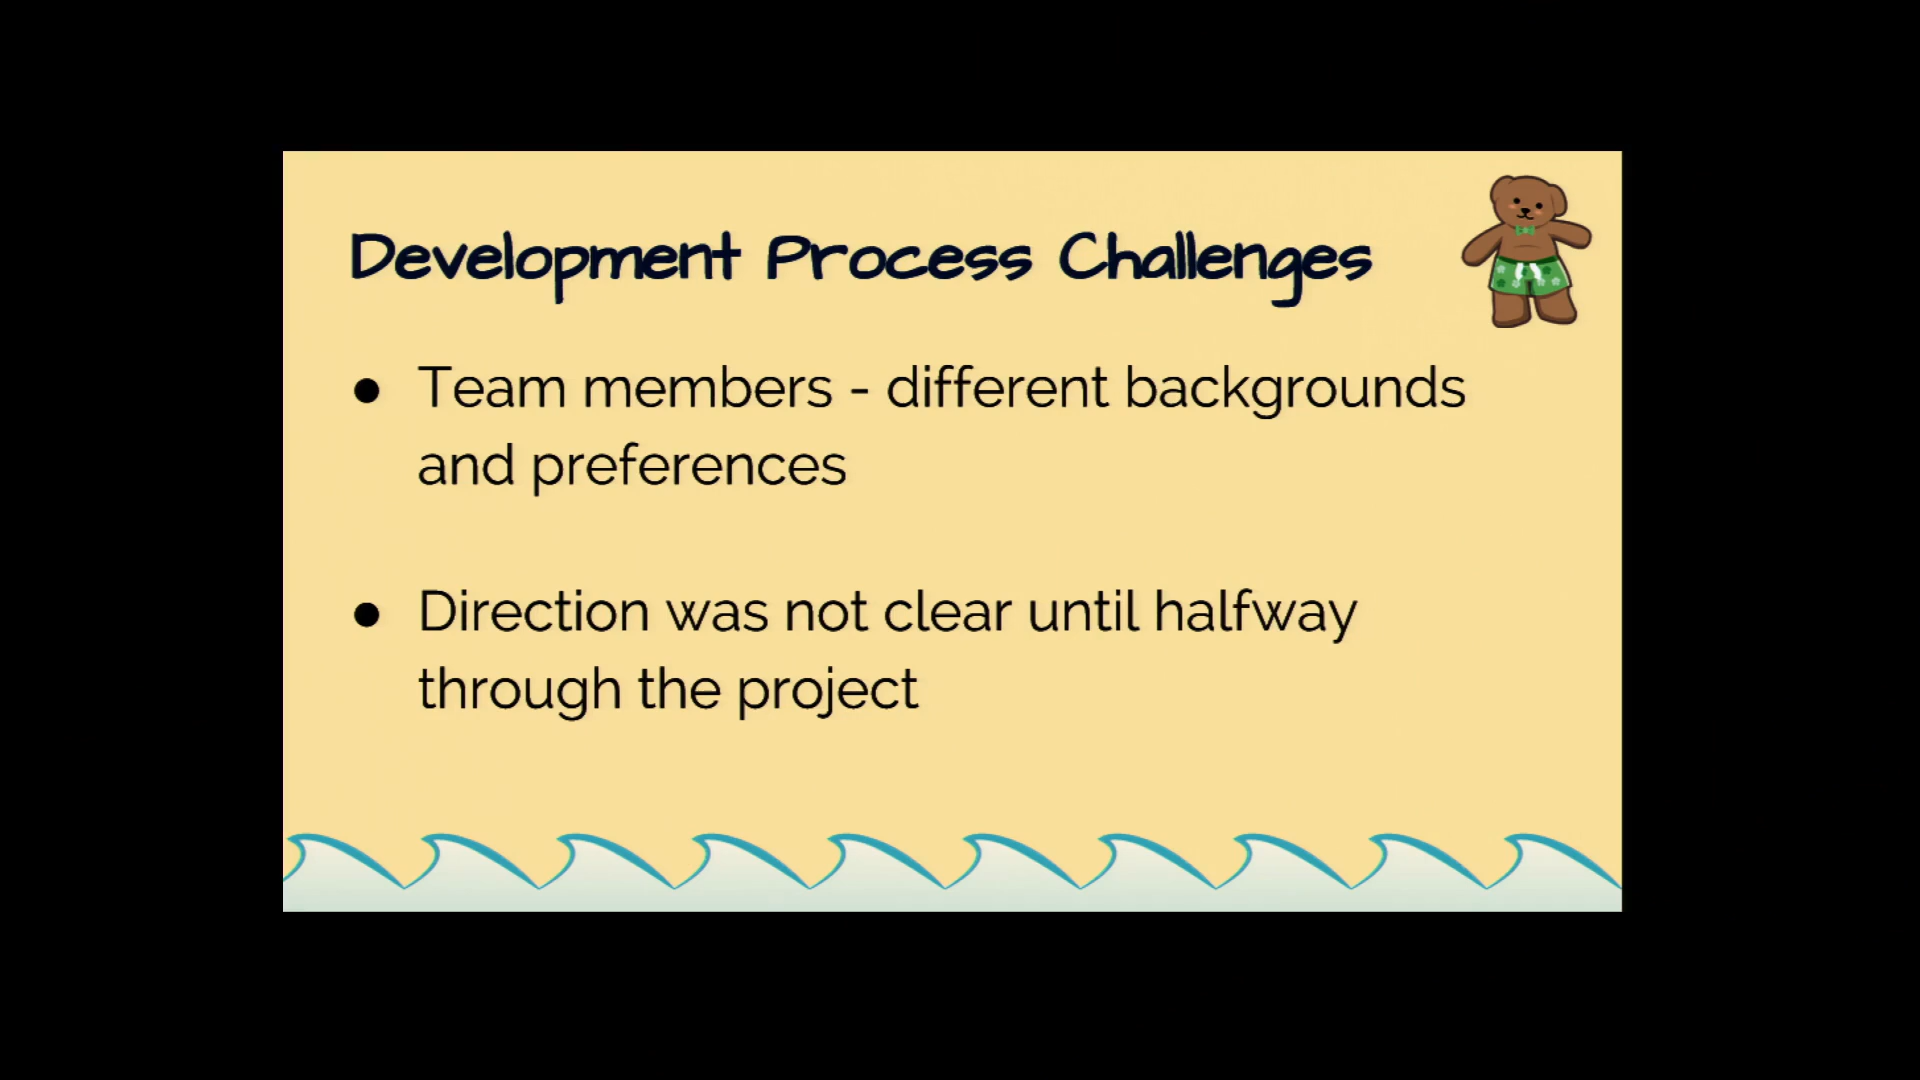 Development Process Challenges
● Team members - different backgrounds
and preferences
● Direction was not clear until halfway
through the project